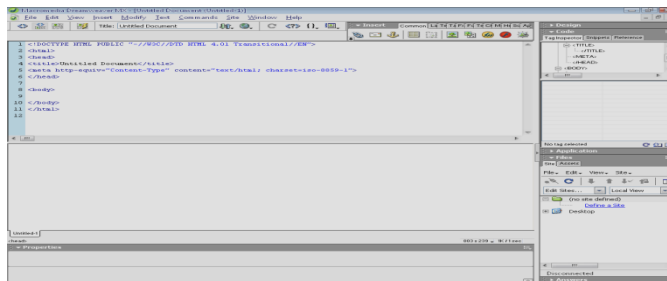 Macromedia Dreamweaver MX - [Untitled Document (Untitled-1)]
File Edit View Insert Modify Text Commands Site Window Help
Title: Untitled Document
Insert Common
1 <!DOCTYPE HTML PUBLIC "-//W3C//DTD HTML 4.01 Transitional//EN">
2 <html>
3 <head>
4 <title>Untitled Document</title>
5 <meta http-equiv="Content-Type" content="text/html; charset=iso-8859-1">
6 </head>
7
8 <body>
9
10 </body>
11 </html>
12
Untitled-1
<head>
Properties
Design
Code
Tag Inspector Snippets Reference
<TITLE>
</TITLE>
<META>
</HEAD>
<BODY>
No tag selected
Application
Files
Site Assets
File Edit View Site
Edit Sites... Local View
(no site defined)
Define a Site
Desktop
Disconnected
Answers